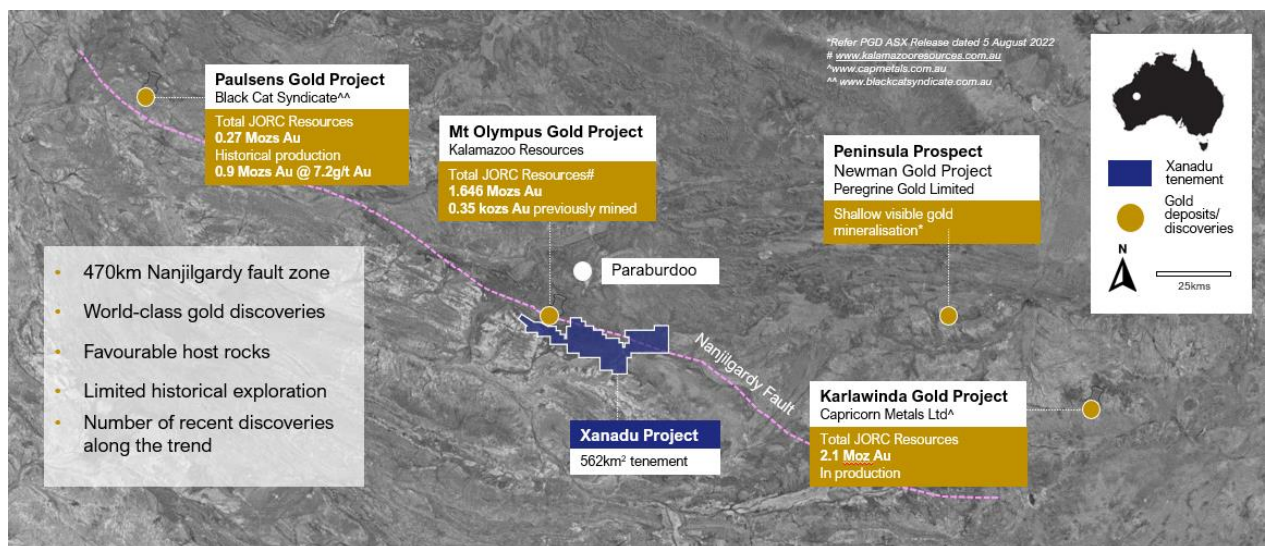 *Refer PGD ASX Release dated 5 August 2022
# www.kalamazooresources.com.au
^www.capmetals.com.au
^^ www.blackcatsyndicate.com.au
Paulsens Gold Project
Black Cat Syndicate^^
Total JORC Resources
0.27 Mozs Au
Historical production
0.9 Mozs Au @ 7.2g/t Au
Mt Olympus Gold Project
Kalamazoo Resources
Total JORC Resources#
1.646 Mozs Au
0.35 kozs Au previously mined
Peninsula Prospect
Newman Gold Project
Peregrine Gold Limited
Shallow visible gold
mineralisation*
Xanadu
tenement
Gold
deposits/
discoveries
N
25kms
• 470km Nanjilgardy fault zone
• World-class gold discoveries
• Favourable host rocks
• Limited historical exploration
• Number of recent discoveries
along the trend
Paraburdoo
Nanjilgardy Fault
Xanadu Project
562km² tenement
Karlawinda Gold Project
Capricorn Metals Ltd^
Total JORC Resources
2.1 Moz Au
In production